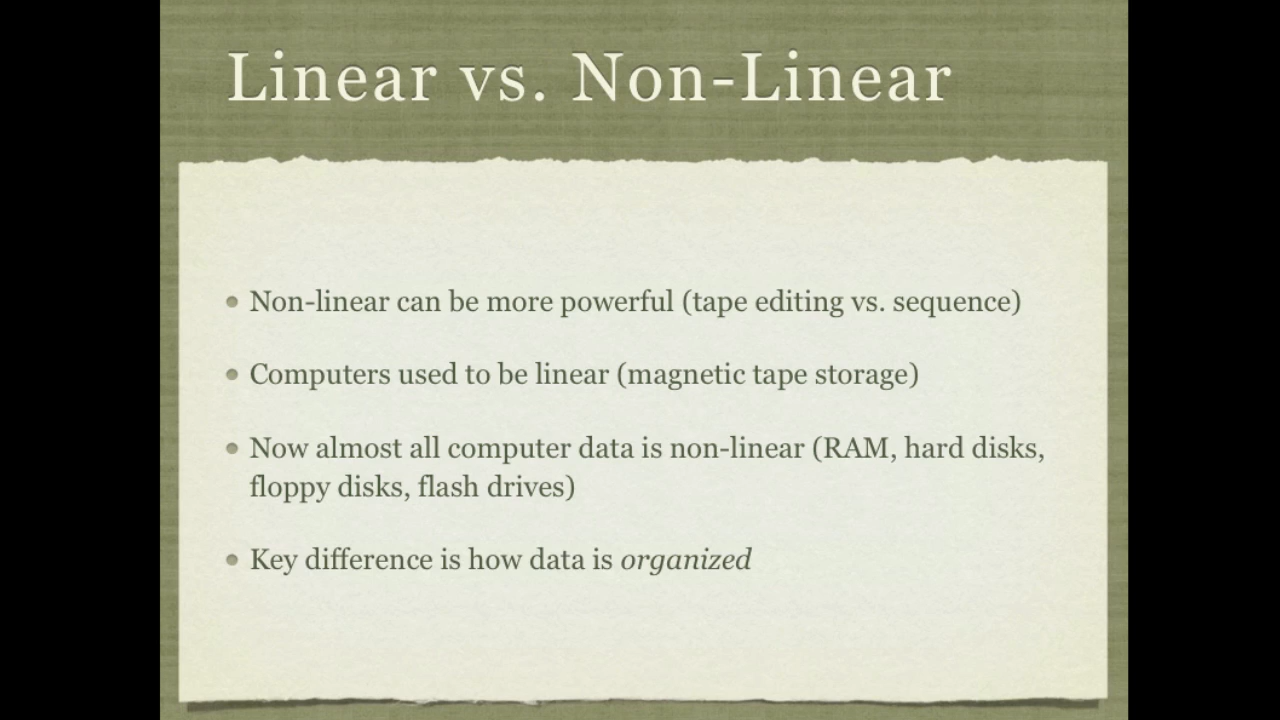 Linear vs. Non-Linear
Non-linear can be more powerful (tape editing vs. sequence)
Computers used to be linear (magnetic tape storage)
Now almost all computer data is non-linear (RAM, hard disks,
floppy disks, flash drives)
Key difference is how data is organized